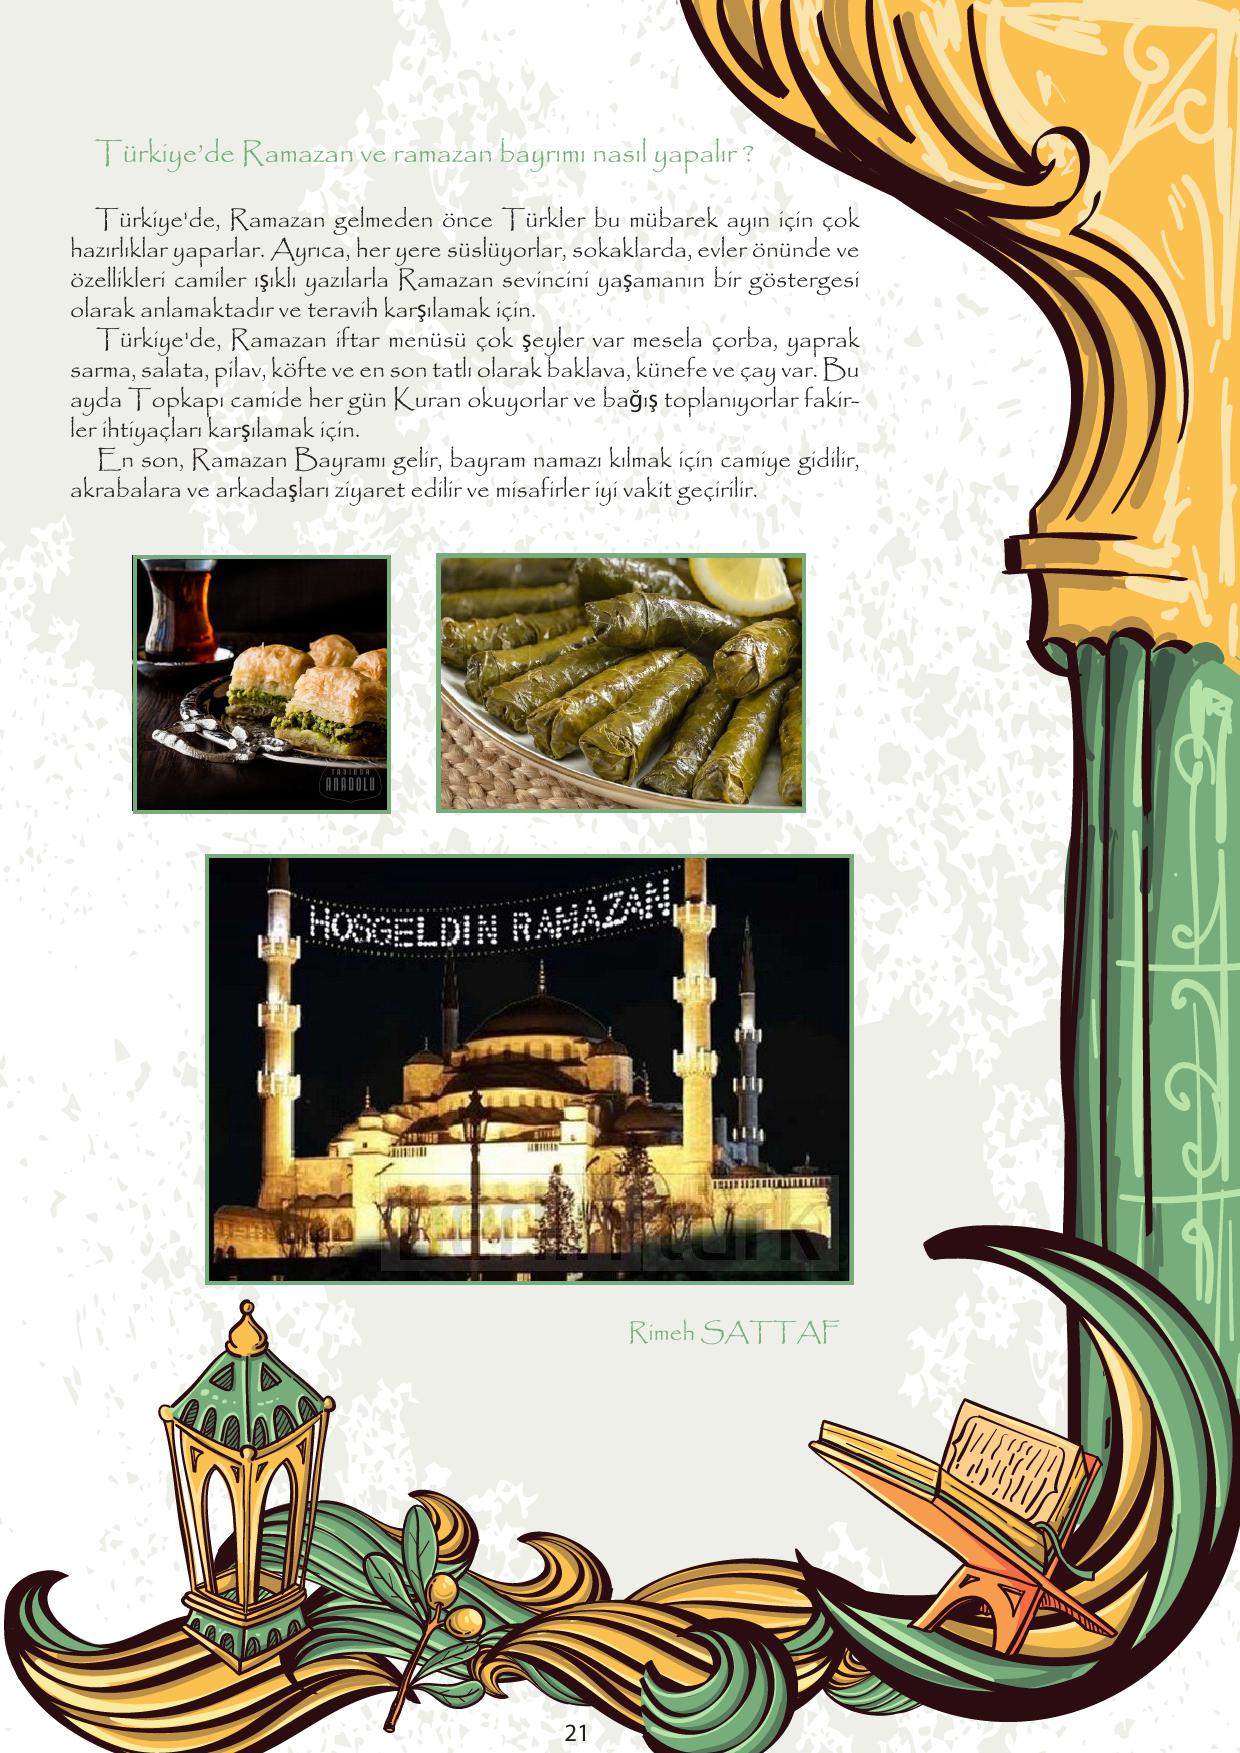 Türkiye’de Ramazan ve ramazan bayrımı nasıl yapalır ?
Türkiye'de, Ramazan gelmeden önce Türkler bu mübarek ayın için çok
hazırlıklar yaparlar. Ayrıca, her yere süslüyorlar, sokaklarda, evler önünde ve
özellikleri camiler ışıklı yazılarla Ramazan sevincini yaşamanın bir göstergesi
olarak anlamaktadır ve teravih karşılamak için.
Türkiye'de, Ramazan iftar menüsü çok şeyler var mesela çorba, yaprak
sarma, salata, pilav, köfte ve en son tatlı olarak baklava, künefe ve çay var. Bu
ayda Topkapı camide her gün Kuran okuyorlar ve bağış toplanıyorlar fakir-
ler ihtiyaçları karşılamak için.
En son, Ramazan Bayramı gelir, bayram namazı kılmak için camiye gidilir,
akrabalara ve arkadaşları ziyaret edilir ve misafirler iyi vakit geçirilir.
ANADOLU
HOSGELDIN RAMAZAN
Rimeh SATTAF
21